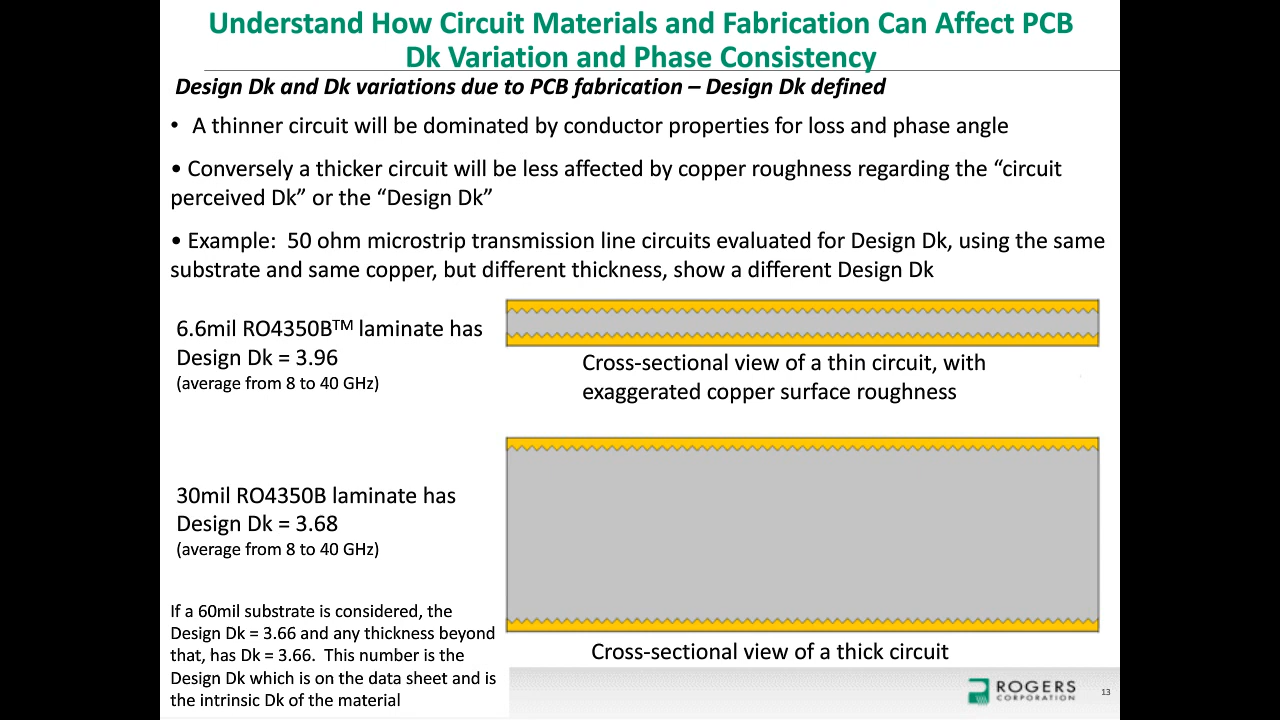 Understand How Circuit Materials and Fabrication Can Affect PCB
Dk Variation and Phase Consistency
Design Dk and Dk variations due to PCB fabrication – Design Dk defined
• A thinner circuit will be dominated by conductor properties for loss and phase angle
• Conversely a thicker circuit will be less affected by copper roughness regarding the “circuit
perceived Dk” or the “Design Dk”
• Example: 50 ohm microstrip transmission line circuits evaluated for Design Dk, using the same
substrate and same copper, but different thickness, show a different Design Dk
6.6mil RO4350B™ laminate has
Design Dk = 3.96
(average from 8 to 40 GHz)
Cross-sectional view of a thin circuit, with
exaggerated copper surface roughness
30mil RO4350B laminate has
Design Dk = 3.68
(average from 8 to 40 GHz)
If a 60mil substrate is considered, the
Design Dk = 3.66 and any thickness beyond
that, has Dk = 3.66. This number is the
Design Dk which is on the data sheet and is
the intrinsic Dk of the material
Cross-sectional view of a thick circuit
ROGERS
CORPORATION
13